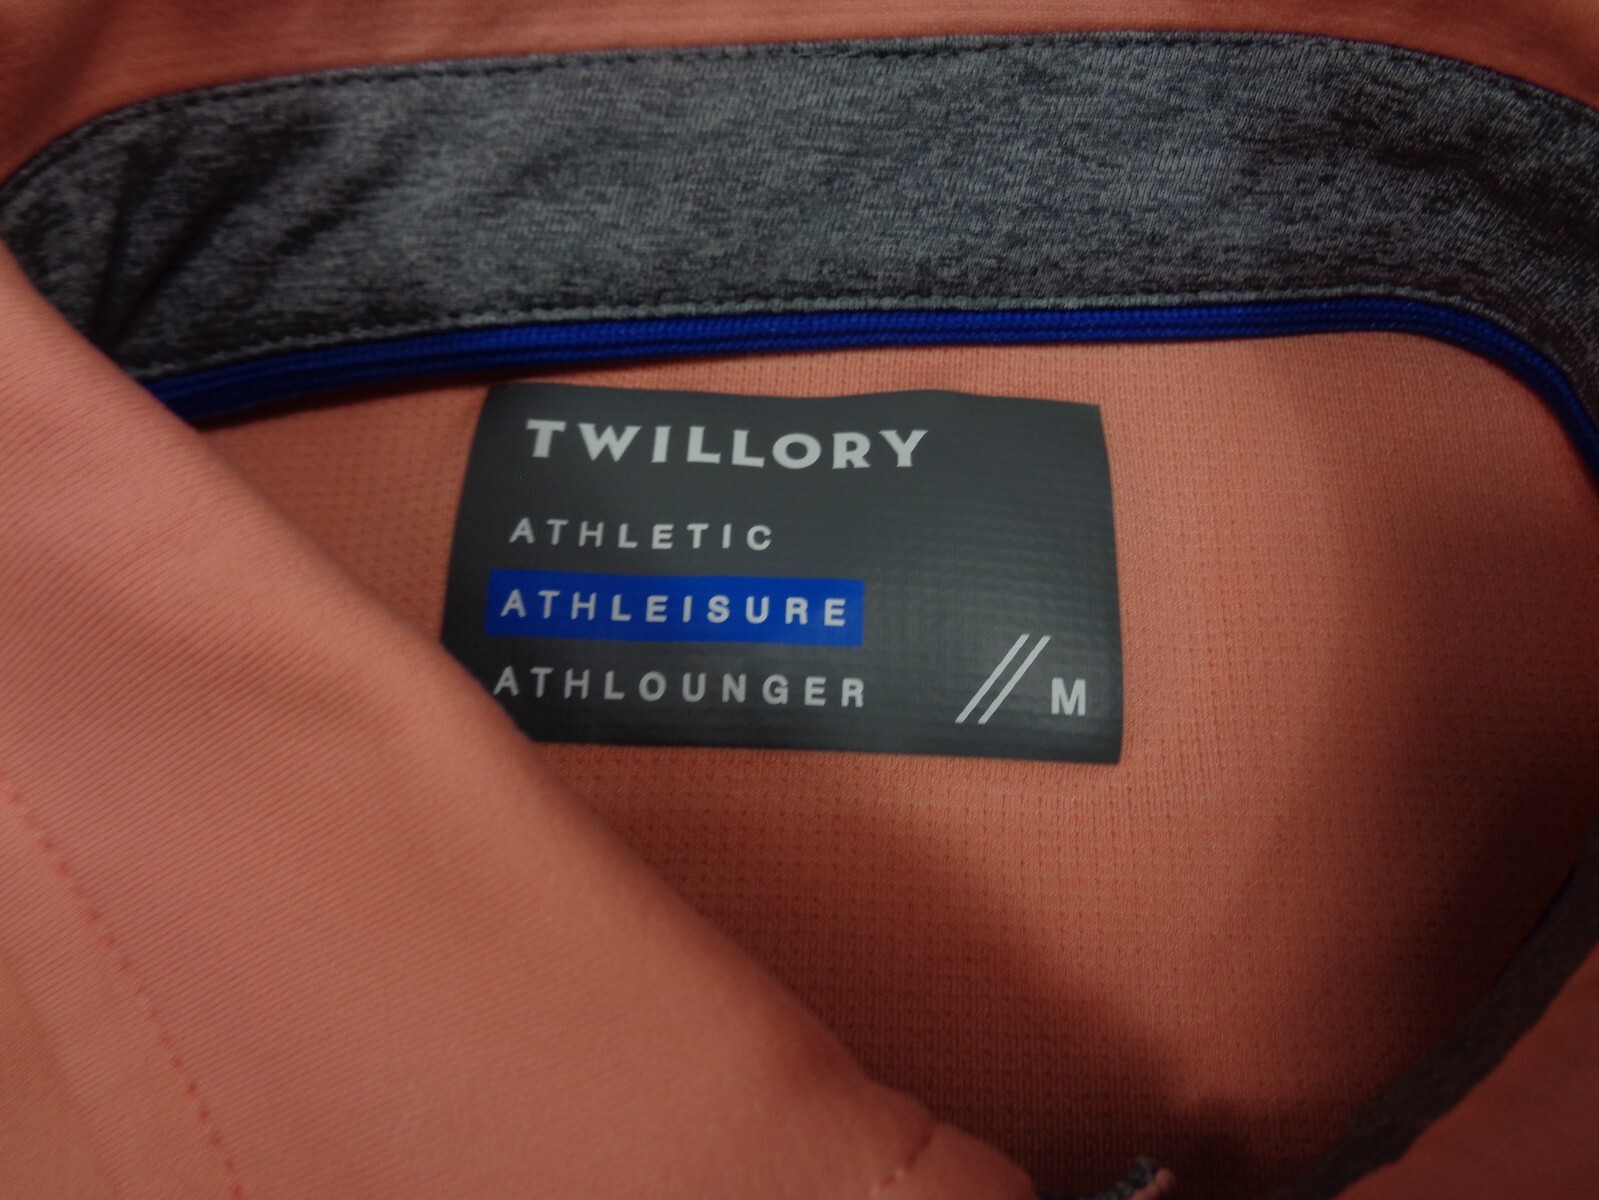 TWILLORY
ATHLETIC
ATHLEISURE
ATHLOUNGER // M